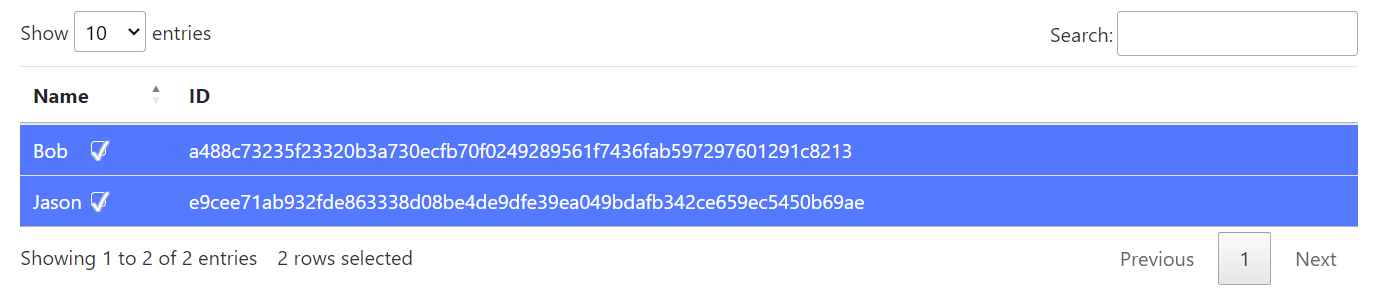 Show 10 entries Search:
Name ID
Bob a488c73235f23320b3a730ecfb70f0249289561f7436fab597297601291c8213
Jason e9cee71ab932fde863338d08be4de9dfe39ea049bdafb342ce659ec5450b69ae
Showing 1 to 2 of 2 entries 2 rows selected Previous 1 Next